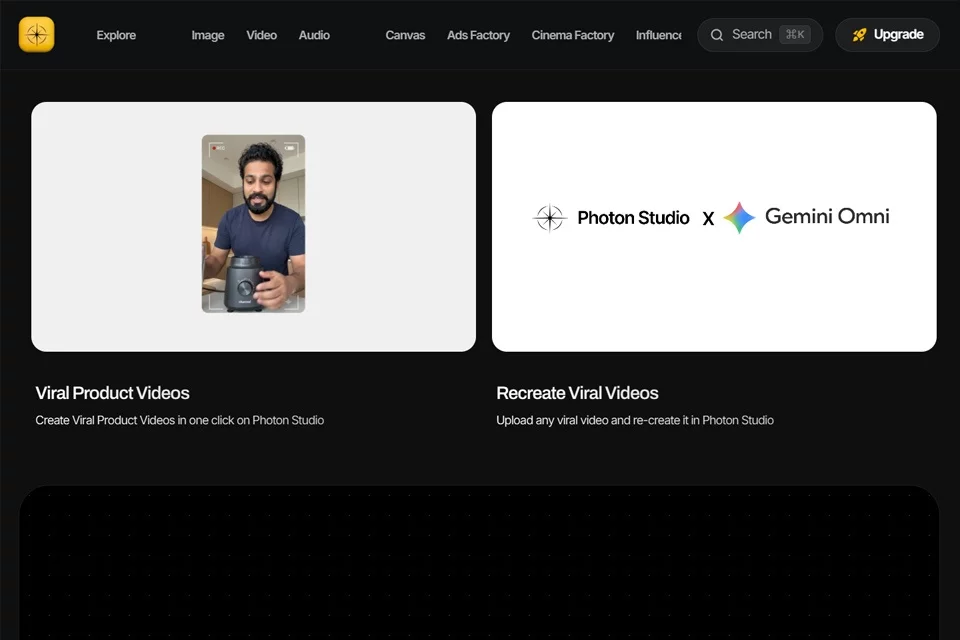 Explore
Image
Video
Audio
Canvas
Ads Factory
Cinema Factory
Influenc
Search
⌘K
Upgrade
Photon Studio X Gemini Omni
Viral Product Videos
Create Viral Product Videos in one click on Photon Studio
Recreate Viral Videos
Upload any viral video and re-create it in Photon Studio